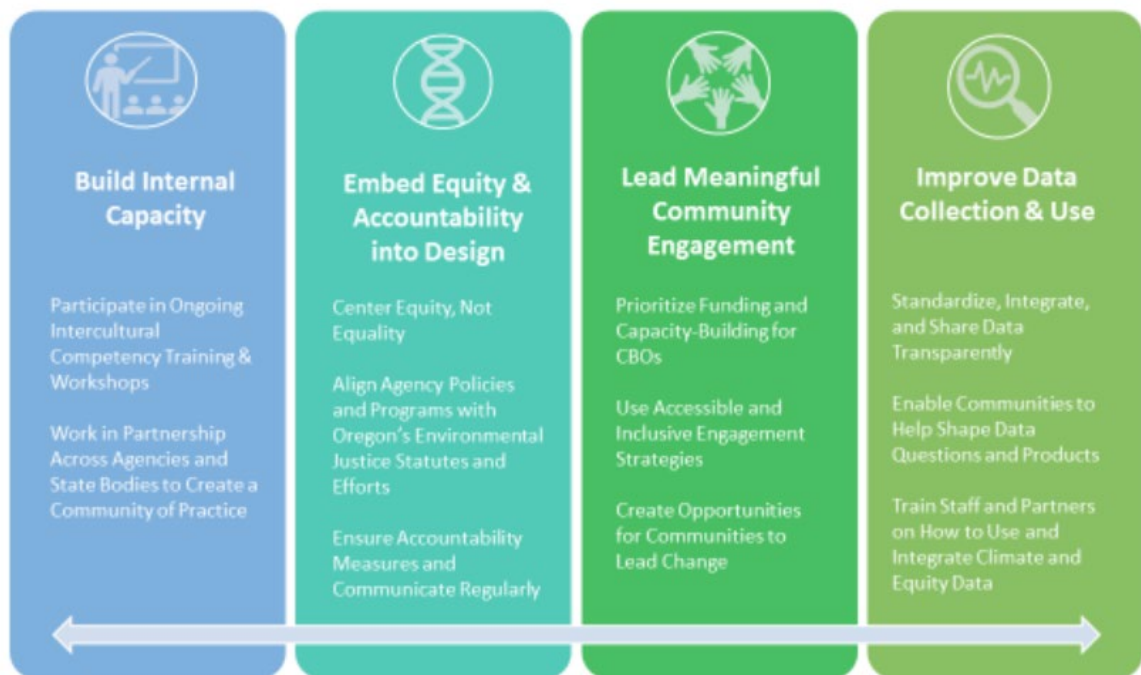 Build Internal
Capacity
Participate in Ongoing
Intercultural
Competency Training &
Workshops
Work in Partnership
Across Agencies and
State Bodies to Create a
Community of Practice
Embed Equity &
Accountability
into Design
Center Equity, Not
Equality
Align Agency Policies
and Programs with
Oregon's Environmental
Justice Statutes and
Efforts
Ensure Accountability
Measures and
Communicate Regularly
Lead Meaningful
Community
Engagement
Prioritize Funding and
Capacity-Building for
CBOs
Use Accessible and
Inclusive Engagement
Strategies
Create Opportunities
for Communities to
Lead Change
Improve Data
Collection & Use
Standardize, Integrate,
and Share Data
Transparently
Enable Communities to
Help Shape Data
Questions and Products
Train Staff and Partners
on How to Use and
Integrate Climate and
Equity Data